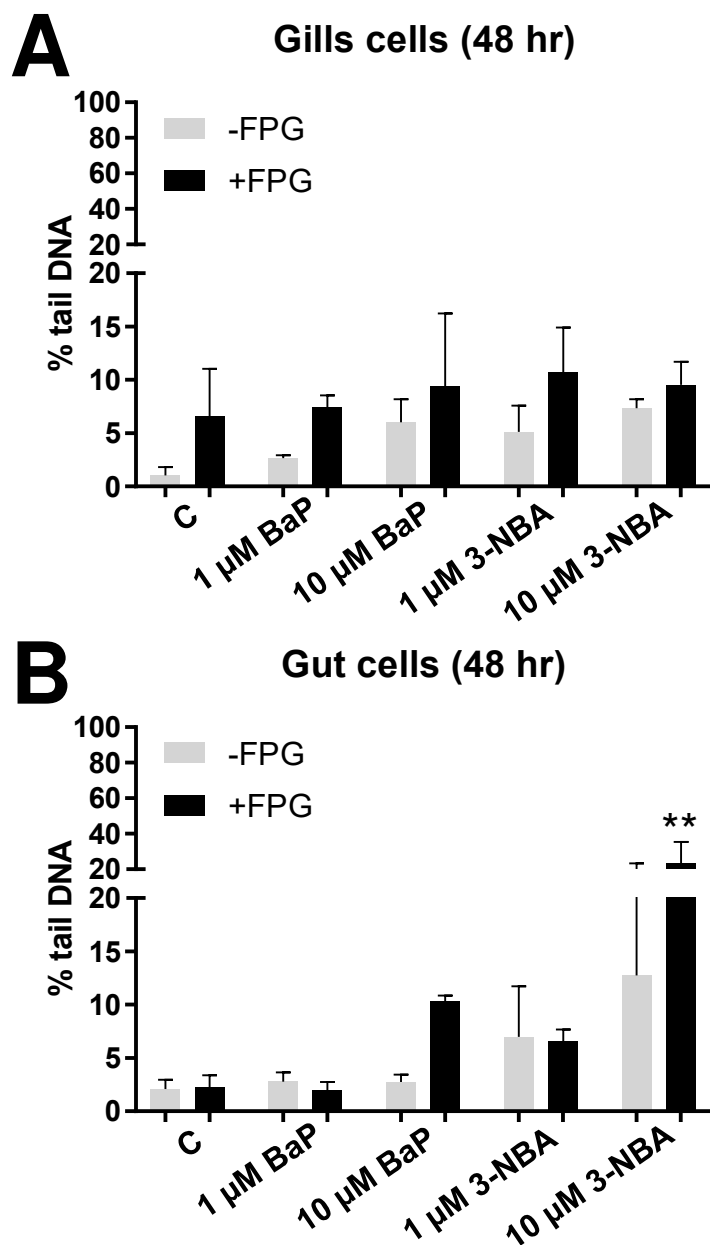 A
Gills cells (48 hr)
100
80
60
40
20
20
15
10
5
0
% tail DNA
-FPG
+FPG
C
1 µM BaP
10 µM BaP
1 µM 3-NBA
10 µM 3-NBA
B
Gut cells (48 hr)
100
80
60
40
20
20
15
10
5
0
% tail DNA
-FPG
+FPG
**
C
1 µM BaP
10 µM BaP
1 µM 3-NBA
10 µM 3-NBA